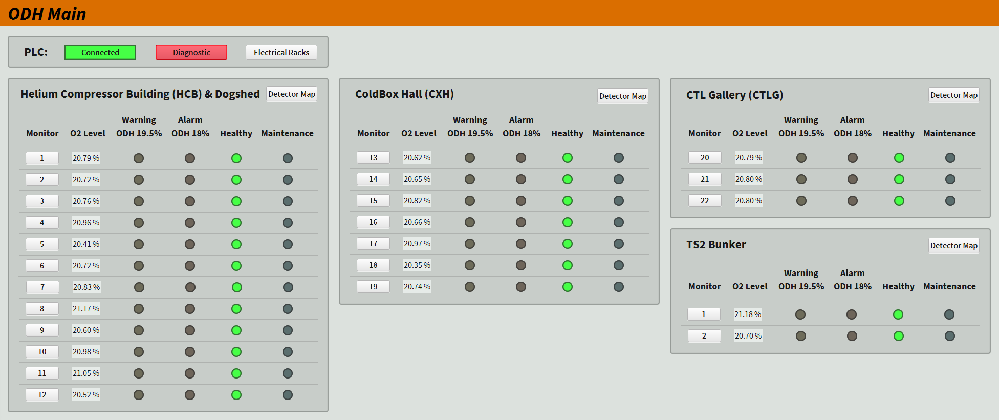 ODH Main
PLC: Connected Diagnostic Electrical Racks
Helium Compressor Building (HCB) & Dogshed Detector Map
Warning Alarm
Monitor O2 Level ODH 19.5% ODH 18% Healthy Maintenance
1 20.79 %
2 20.72 %
3 20.76 %
4 20.96 %
5 20.41 %
6 20.72 %
7 20.83 %
8 21.17 %
9 20.60 %
10 20.98 %
11 21.05 %
12 20.52 %
ColdBox Hall (CXH) Detector Map
Warning Alarm
Monitor O2 Level ODH 19.5% ODH 18% Healthy Maintenance
13 20.62 %
14 20.65 %
15 20.82 %
16 20.66 %
17 20.97 %
18 20.35 %
19 20.74 %
CTL Gallery (CTLG) Detector Map
Warning Alarm
Monitor O2 Level ODH 19.5% ODH 18% Healthy Maintenance
20 20.79 %
21 20.80 %
22 20.80 %
TS2 Bunker Detector Map
Warning Alarm
Monitor O2 Level ODH 19.5% ODH 18% Healthy Maintenance
1 21.18 %
2 20.70 %